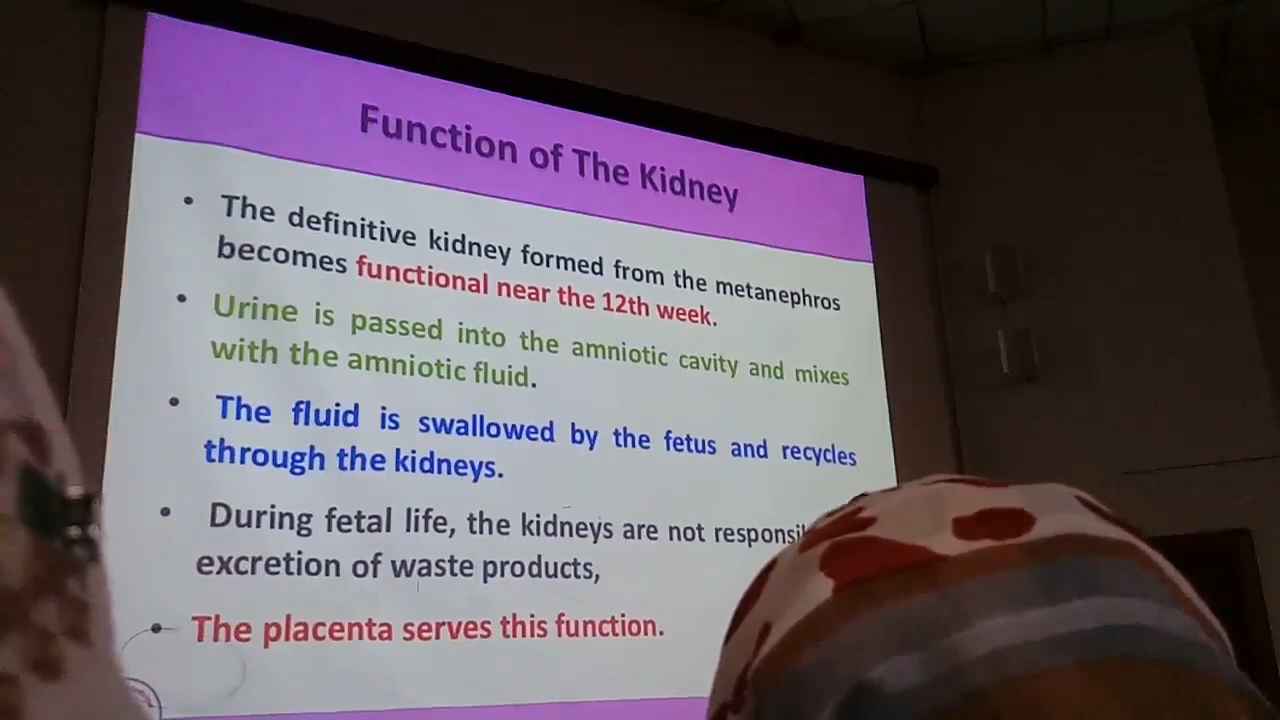 Function of The Kidney
• The definitive kidney formed from the metanephros
becomes functional near the 12th week.
• Urine is passed into the amniotic cavity and mixes
with the amniotic fluid.
• The fluid is swallowed by the fetus and recycles
through the kidneys.
• During fetal life, the kidneys are not
excretion of waste products,
• The placenta serves this function.